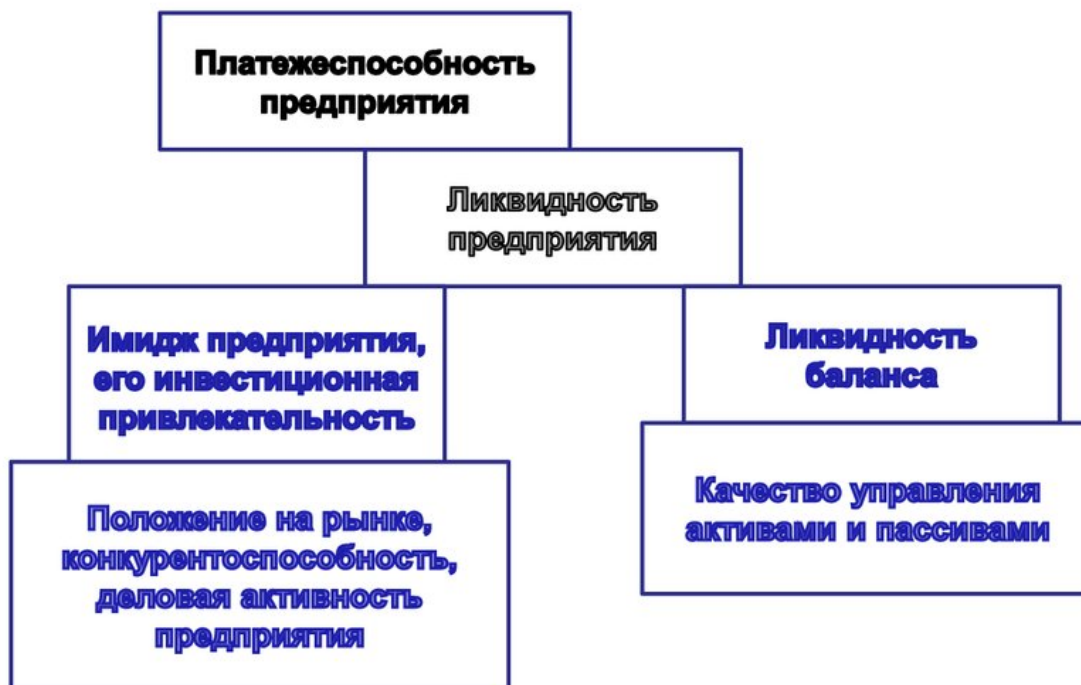 Платежеспособность
предприятия
Ликвидность
предприятия
Имидж предприятия,
его инвестиционная
привлекательность
Ликвидность
баланса
Положение на рынке,
конкурентоспособность,
деловая активность
предприятия
Качество управления
активами и пассивами